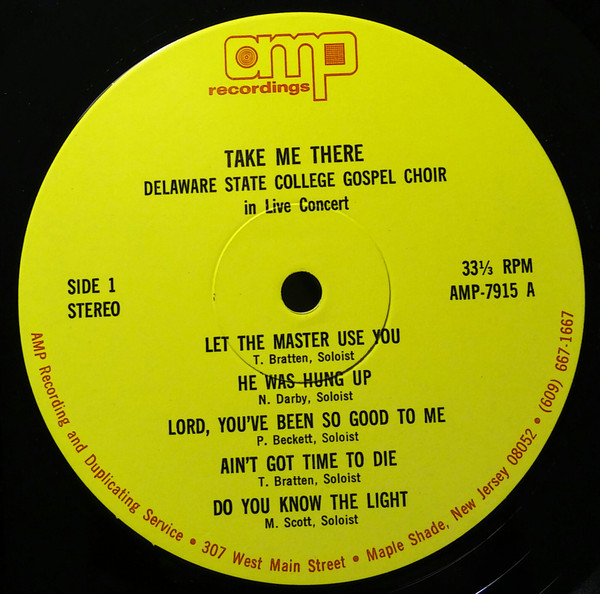 amp
recordings
TAKE ME THERE
DELAWARE STATE COLLEGE GOSPEL CHOIR
in Live Concert
SIDE 1
STEREO
33⅓ RPM
AMP-7915 A
LET THE MASTER USE YOU
T. Bratten, Soloist
HE WAS HUNG UP
N. Darby, Soloist
LORD, YOU'VE BEEN SO GOOD TO ME
P. Beckett, Soloist
AIN'T GOT TIME TO DIE
T. Bratten, Soloist
DO YOU KNOW THE LIGHT
M. Scott, Soloist
AMP Recording and Duplicating Service • 307 West Main Street • Maple Shade, New Jersey 08052 • (609) 667-1667